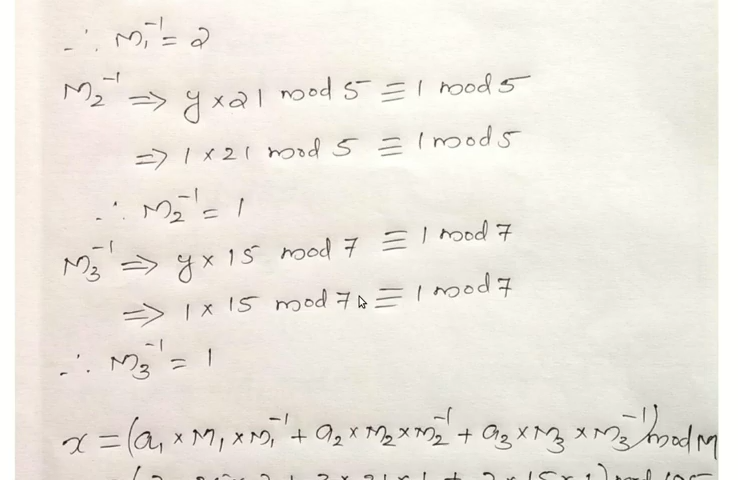 ∴ M₁⁻¹ = 2
M₂⁻¹ ⇒ y × 21 mod 5 ≡ 1 mod 5
⇒ 1 × 21 mod 5 ≡ 1 mod 5
∴ M₂⁻¹ = 1
M₃⁻¹ ⇒ y × 15 mod 7 ≡ 1 mod 7
⇒ 1 × 15 mod 7 ≡ 1 mod 7
∴ M₃⁻¹ = 1
x = (a₁ × M₁ × M₁⁻¹ + a₂ × M₂ × M₂⁻¹ + a₃ × M₃ × M₃⁻¹) mod M